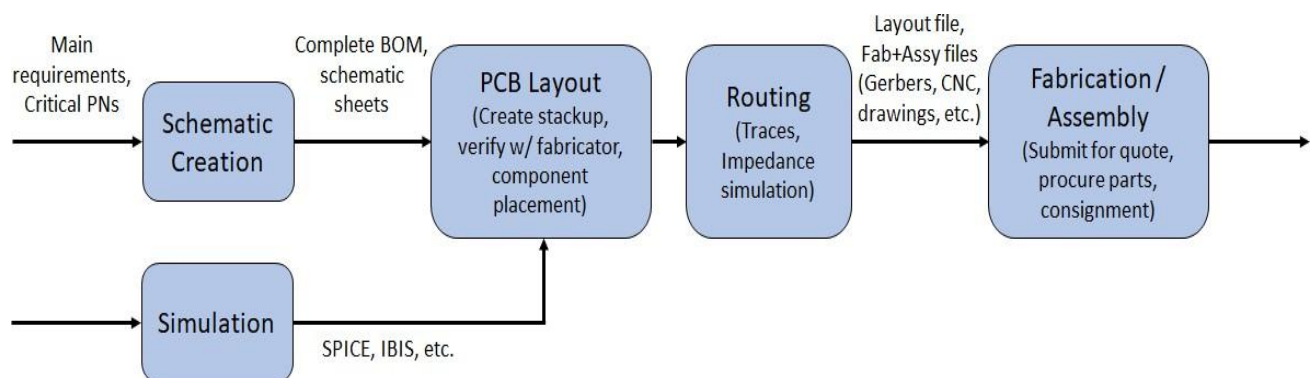 Main
requirements,
Critical PNs
Schematic
Creation
Complete BOM,
schematic
sheets
PCB Layout
(Create stackup,
verify w/ fabricator,
component
placement)
Routing
(Traces,
Impedance
simulation)
Layout file,
Fab+Assy files
(Gerbers, CNC,
drawings, etc.)
Fabrication /
Assembly
(Submit for quote,
procure parts,
consignment)
Simulation
SPICE, IBIS, etc.